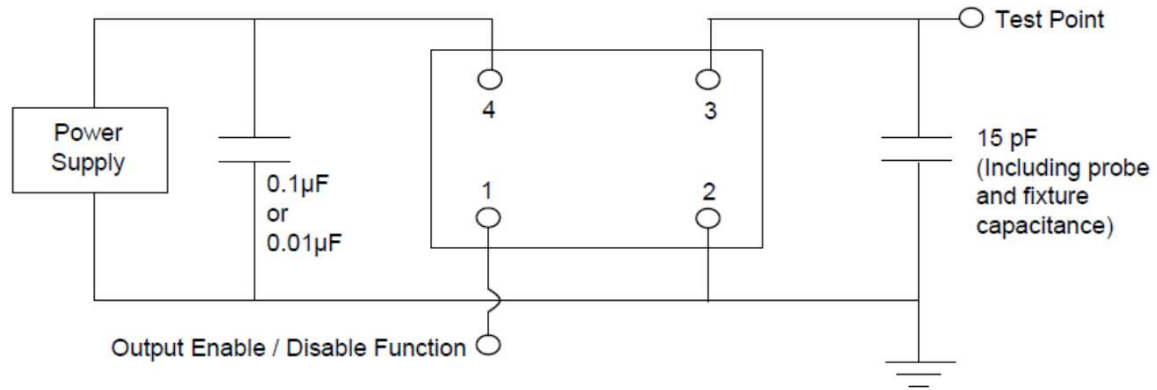 Test Point
4
3
Power
Supply
0.1µF
or
0.01µF
1
2
15 pF
(Including probe
and fixture
capacitance)
Output Enable / Disable Function